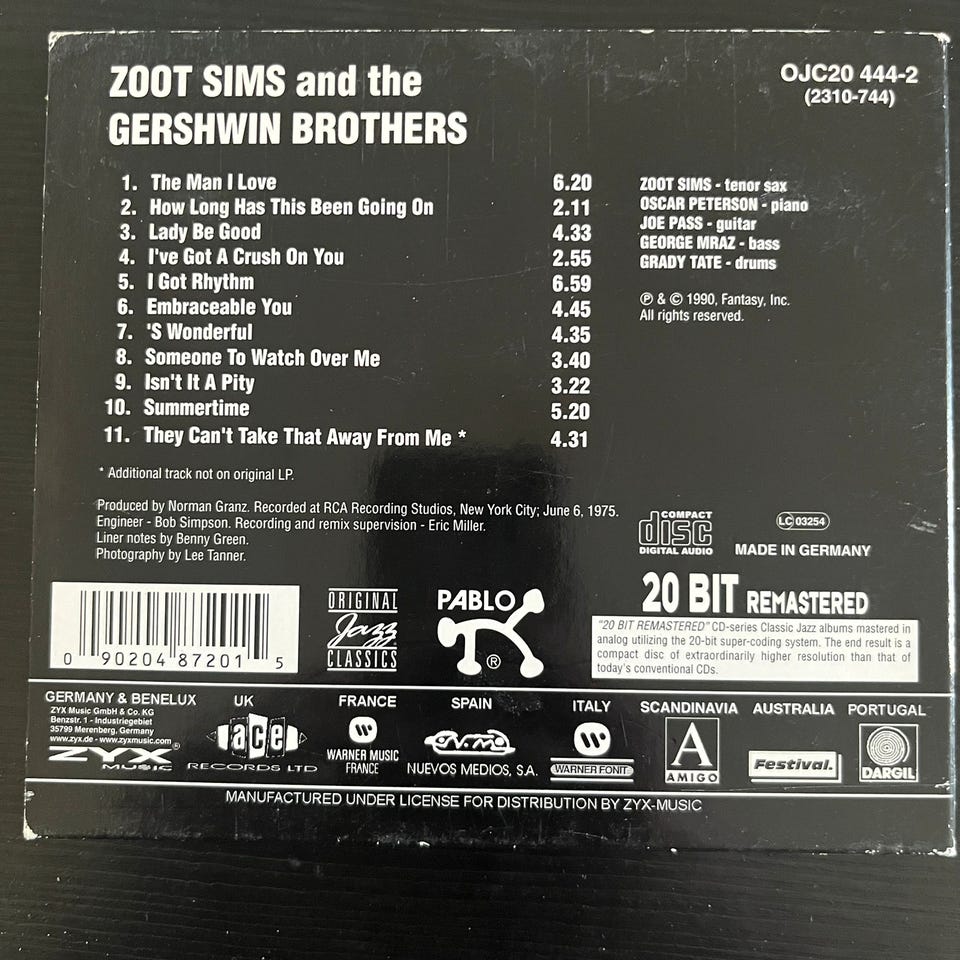 ZOOT SIMS and the
GERSHWIN BROTHERS
OJC20 444-2
(2310-744)
1. The Man I Love 6.20
2. How Long Has This Been Going On 2.11
3. Lady Be Good 4.33
4. I've Got A Crush On You 2.55
5. I Got Rhythm 6.59
6. Embraceable You 4.45
7. 'S Wonderful 4.35
8. Someone To Watch Over Me 3.40
9. Isn't It A Pity 3.22
10. Summertime 5.20
11. They Can't Take That Away From Me * 4.31
ZOOT SIMS - tenor sax
OSCAR PETERSON - piano
JOE PASS - guitar
GEORGE MRAZ - bass
GRADY TATE - drums
℗ & © 1990, Fantasy, Inc.
All rights reserved.
* Additional track not on original LP.
Produced by Norman Granz. Recorded at RCA Recording Studios, New York City; June 6, 1975.
Engineer - Bob Simpson. Recording and remix supervision - Eric Miller.
Liner notes by Benny Green.
Photography by Lee Tanner.
COMPACT
disc
DIGITAL AUDIO
LC 03254
MADE IN GERMANY
0 90204 87201 5
ORIGINAL
Jazz
CLASSICS
PABLO
®
20 BIT REMASTERED
"20 BIT REMASTERED" CD-series Classic Jazz albums mastered in
analog utilizing the 20-bit super-coding system. The end result is a
compact disc of extraordinarily higher resolution than that of
today's conventional CDs.
GERMANY & BENELUX
ZYX Music GmbH & Co. KG
Benzstr. 1 - Industriegebiet
35799 Merenberg, Germany
www.zyx.de - www.zyxmusic.com
ZYX®
MUSIC
UK
ace
RECORDS LTD
FRANCE
WARNER MUSIC
FRANCE
SPAIN
NUEVOS MEDIOS, S.A.
ITALY
WARNER FONIT
SCANDINAVIA
A
AMIGO
AUSTRALIA
Festival.
PORTUGAL
DARGIL
MANUFACTURED UNDER LICENSE FOR DISTRIBUTION BY ZYX-MUSIC